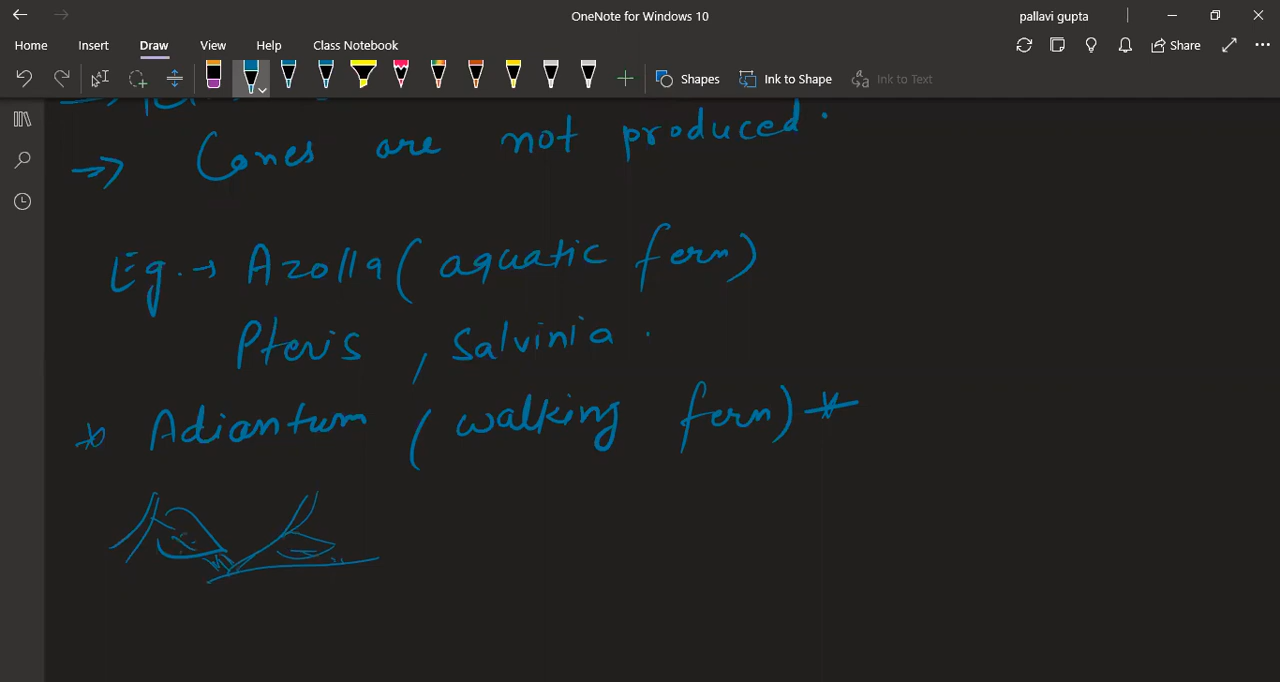 OneNote for Windows 10
pallavi gupta
Home Insert Draw View Help Class Notebook
Share
Shapes Ink to Shape Ink to Text
→ Cones are not produced.
Eg. → Azolla (aquatic fern)
Pteris, Salvinia.
* Adiantum (walking fern) *